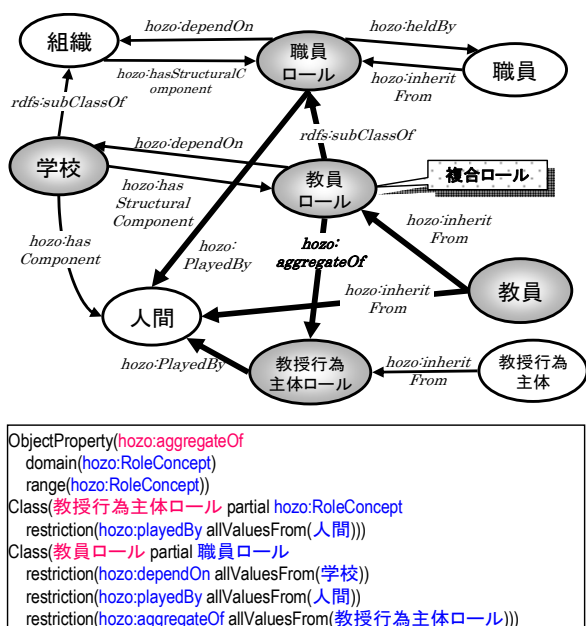 組織
hozo:dependOn
職員
ロール
hozo:heldBy
職員
hozo:hasStructuralC
omponent
hozo:inherit
From
rdfs:subClassOf
hozo:dependOn
rdfs:subClassOf
学校
hozo:has
Structural
Component
教員
ロール
複合ロール
hozo:has
Component
hozo:
PlayedBy
hozo:
aggregateOf
hozo:inherit
From
人間
hozo:inherit
From
教員
hozo:PlayedBy
教授行為
主体ロール
hozo:inherit
From
教授行為
主体
ObjectProperty(hozo:aggregateOf
domain(hozo:RoleConcept)
range(hozo:RoleConcept))
Class(教授行為主体ロール partial hozo:RoleConcept
restriction(hozo:playedBy allValuesFrom(人間)))
Class(教員ロール partial 職員ロール
restriction(hozo:dependOn allValuesFrom(学校))
restriction(hozo:playedBy allValuesFrom(人間))
restriction(hozo:aggregateOf allValuesFrom(教授行為主体ロール)))